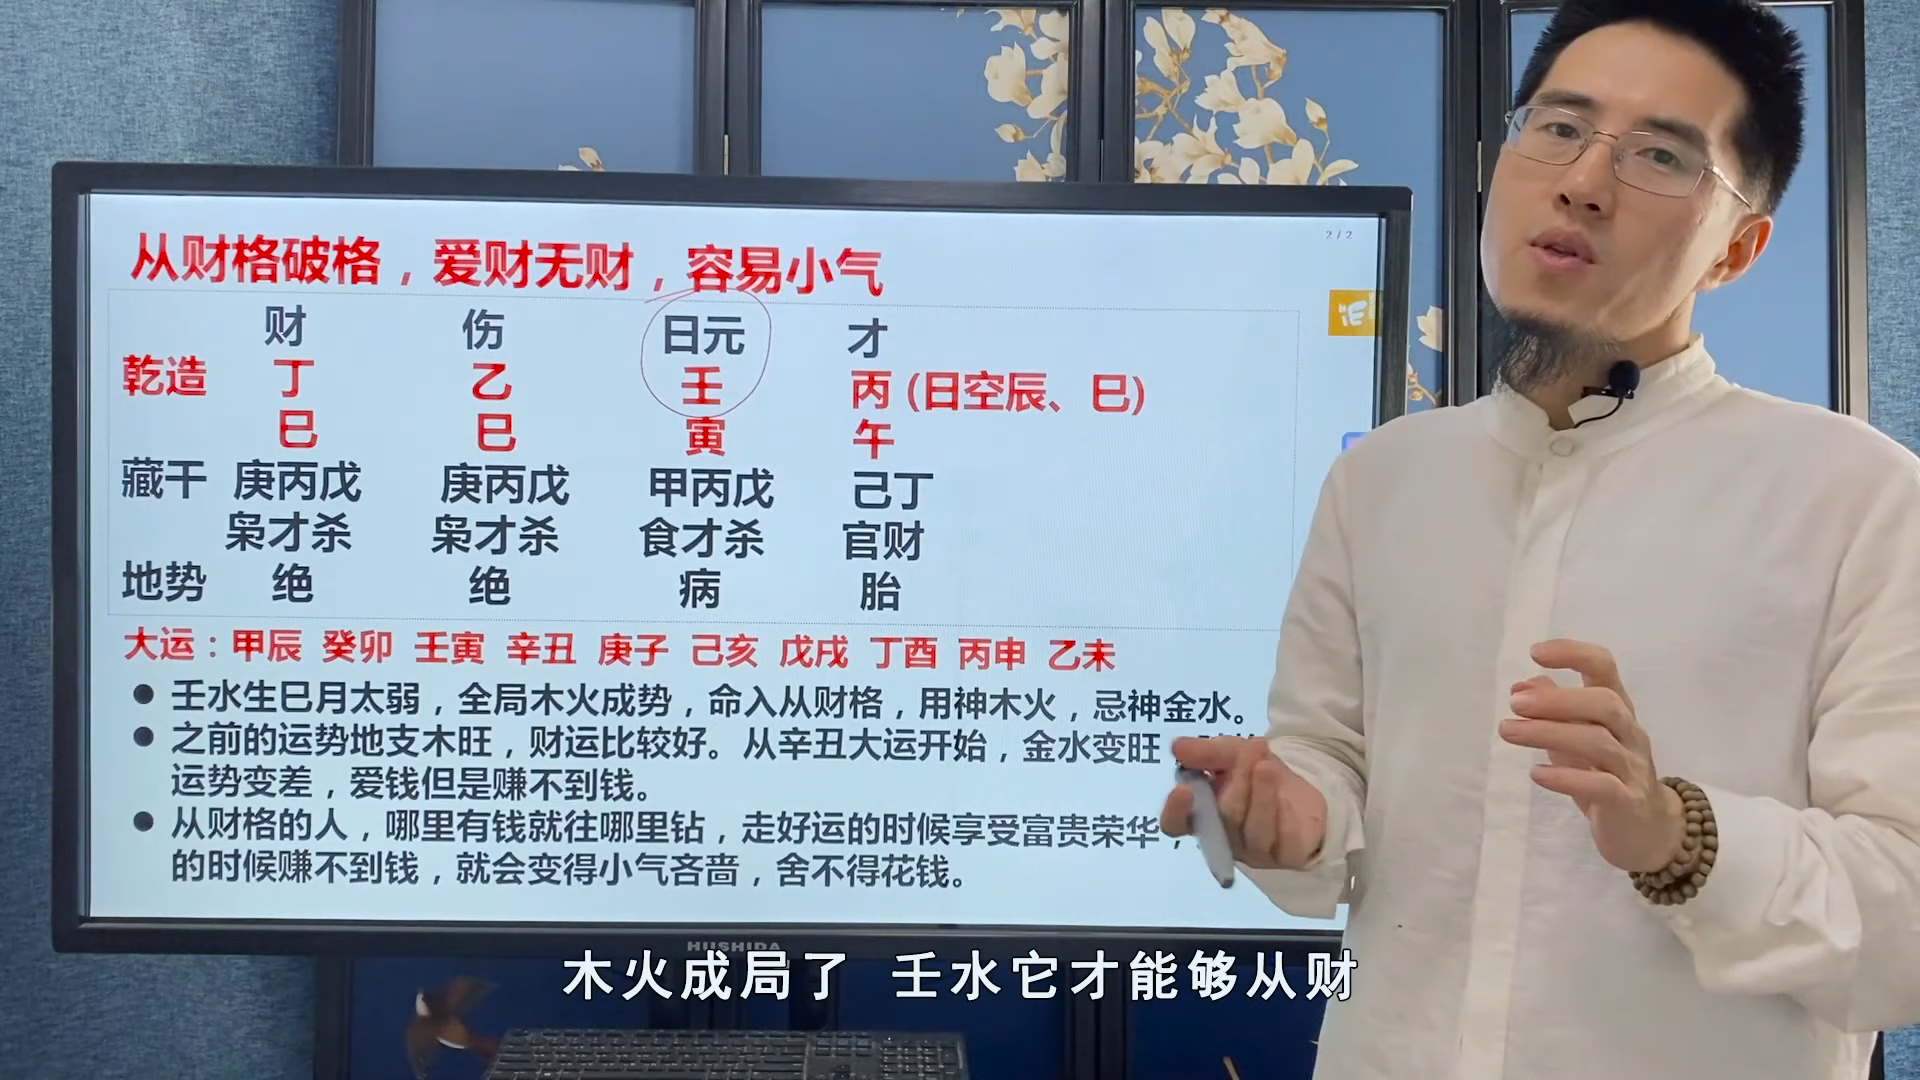 2/2
从财格破格，爱财无财，容易小气
财 伤 日元 才
乾造 丁 乙 壬 丙 (日空辰、巳)
巳 巳 寅 午
藏干 庚丙戊 庚丙戊 甲丙戊 己丁
枭才杀 枭才杀 食才杀 官财
地势 绝 绝 病 胎
大运：甲辰 癸卯 壬寅 辛丑 庚子 己亥 戊戌 丁酉 丙申 乙未
● 壬水生巳月太弱，全局木火成势，命入从财格，用神木火，忌神金水。
● 之前的运势地支木旺，财运比较好。从辛丑大运开始，金水变旺
运势变差，爱钱但是赚不到钱。
● 从财格的人，哪里有钱就往哪里钻，走好运的时候享受富贵荣华，
的时候赚不到钱，就会变得小气吝啬，舍不得花钱。
HUSHIDA
木火成局了 壬水它才能够从财